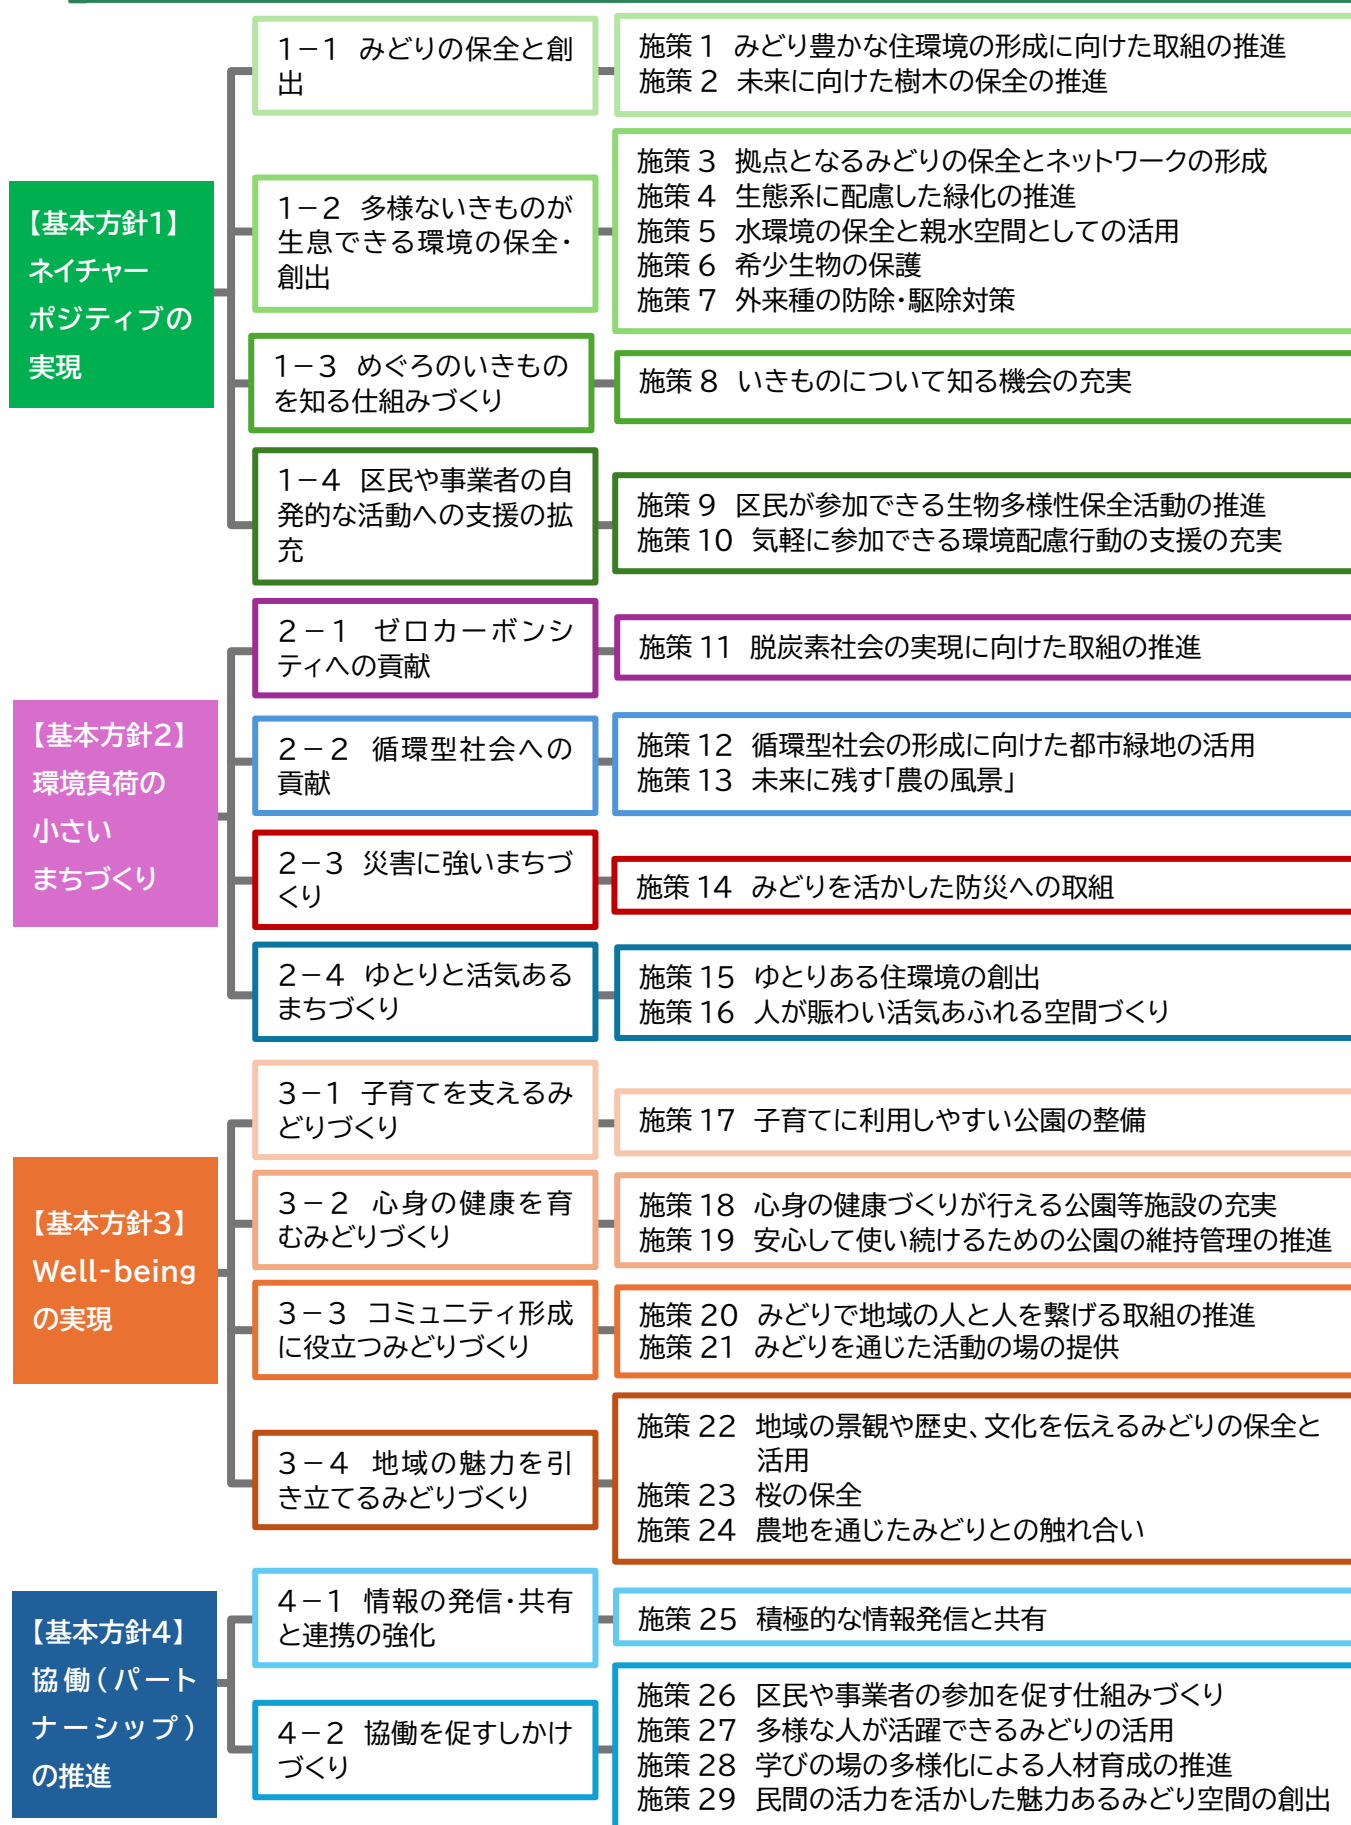 【基本方針1】
ネイチャー
ポジティブの
実現
1－1 みどりの保全と創
出
施策1 みどり豊かな住環境の形成に向けた取組の推進
施策2 未来に向けた樹木の保全の推進
1－2 多様ないきものが
生息できる環境の保全・
創出
施策3 拠点となるみどりの保全とネットワークの形成
施策4 生態系に配慮した緑化の推進
施策5 水環境の保全と親水空間としての活用
施策6 希少生物の保護
施策7 外来種の防除・駆除対策
1－3 めぐろのいきもの
を知る仕組みづくり
施策8 いきものについて知る機会の充実
1－4 区民や事業者の自
発的な活動への支援の拡
充
施策9 区民が参加できる生物多様性保全活動の推進
施策10 気軽に参加できる環境配慮行動の支援の充実
【基本方針2】
環境負荷の
小さい
まちづくり
2－1 ゼロカーボンシ
ティへの貢献
施策11 脱炭素社会の実現に向けた取組の推進
2－2 循環型社会への
貢献
施策12 循環型社会の形成に向けた都市緑地の活用
施策13 未来に残す「農の風景」
2－3 災害に強いまちづ
くり
施策14 みどりを活かした防災への取組
2－4 ゆとりと活気ある
まちづくり
施策15 ゆとりある住環境の創出
施策16 人が賑わい活気あふれる空間づくり
【基本方針3】
Well-being
の実現
3－1 子育てを支えるみ
どりづくり
施策17 子育てに利用しやすい公園の整備
3－2 心身の健康を育
むみどりづくり
施策18 心身の健康づくりが行える公園等施設の充実
施策19 安心して使い続けるための公園の維持管理の推進
3－3 コミュニティ形成
に役立つみどりづくり
施策20 みどりで地域の人と人を繋げる取組の推進
施策21 みどりを通じた活動の場の提供
3－4 地域の魅力を引
き立てるみどりづくり
施策22 地域の景観や歴史、文化を伝えるみどりの保全と
活用
施策23 桜の保全
施策24 農地を通じたみどりとの触れ合い
【基本方針4】
協働（パート
ナーシップ）
の推進
4－1 情報の発信・共有
と連携の強化
施策25 積極的な情報発信と共有
4－2 協働を促すしかけ
づくり
施策26 区民や事業者の参加を促す仕組みづくり
施策27 多様な人が活躍できるみどりの活用
施策28 学びの場の多様化による人材育成の推進
施策29 民間の活力を活かした魅力あるみどり空間の創出